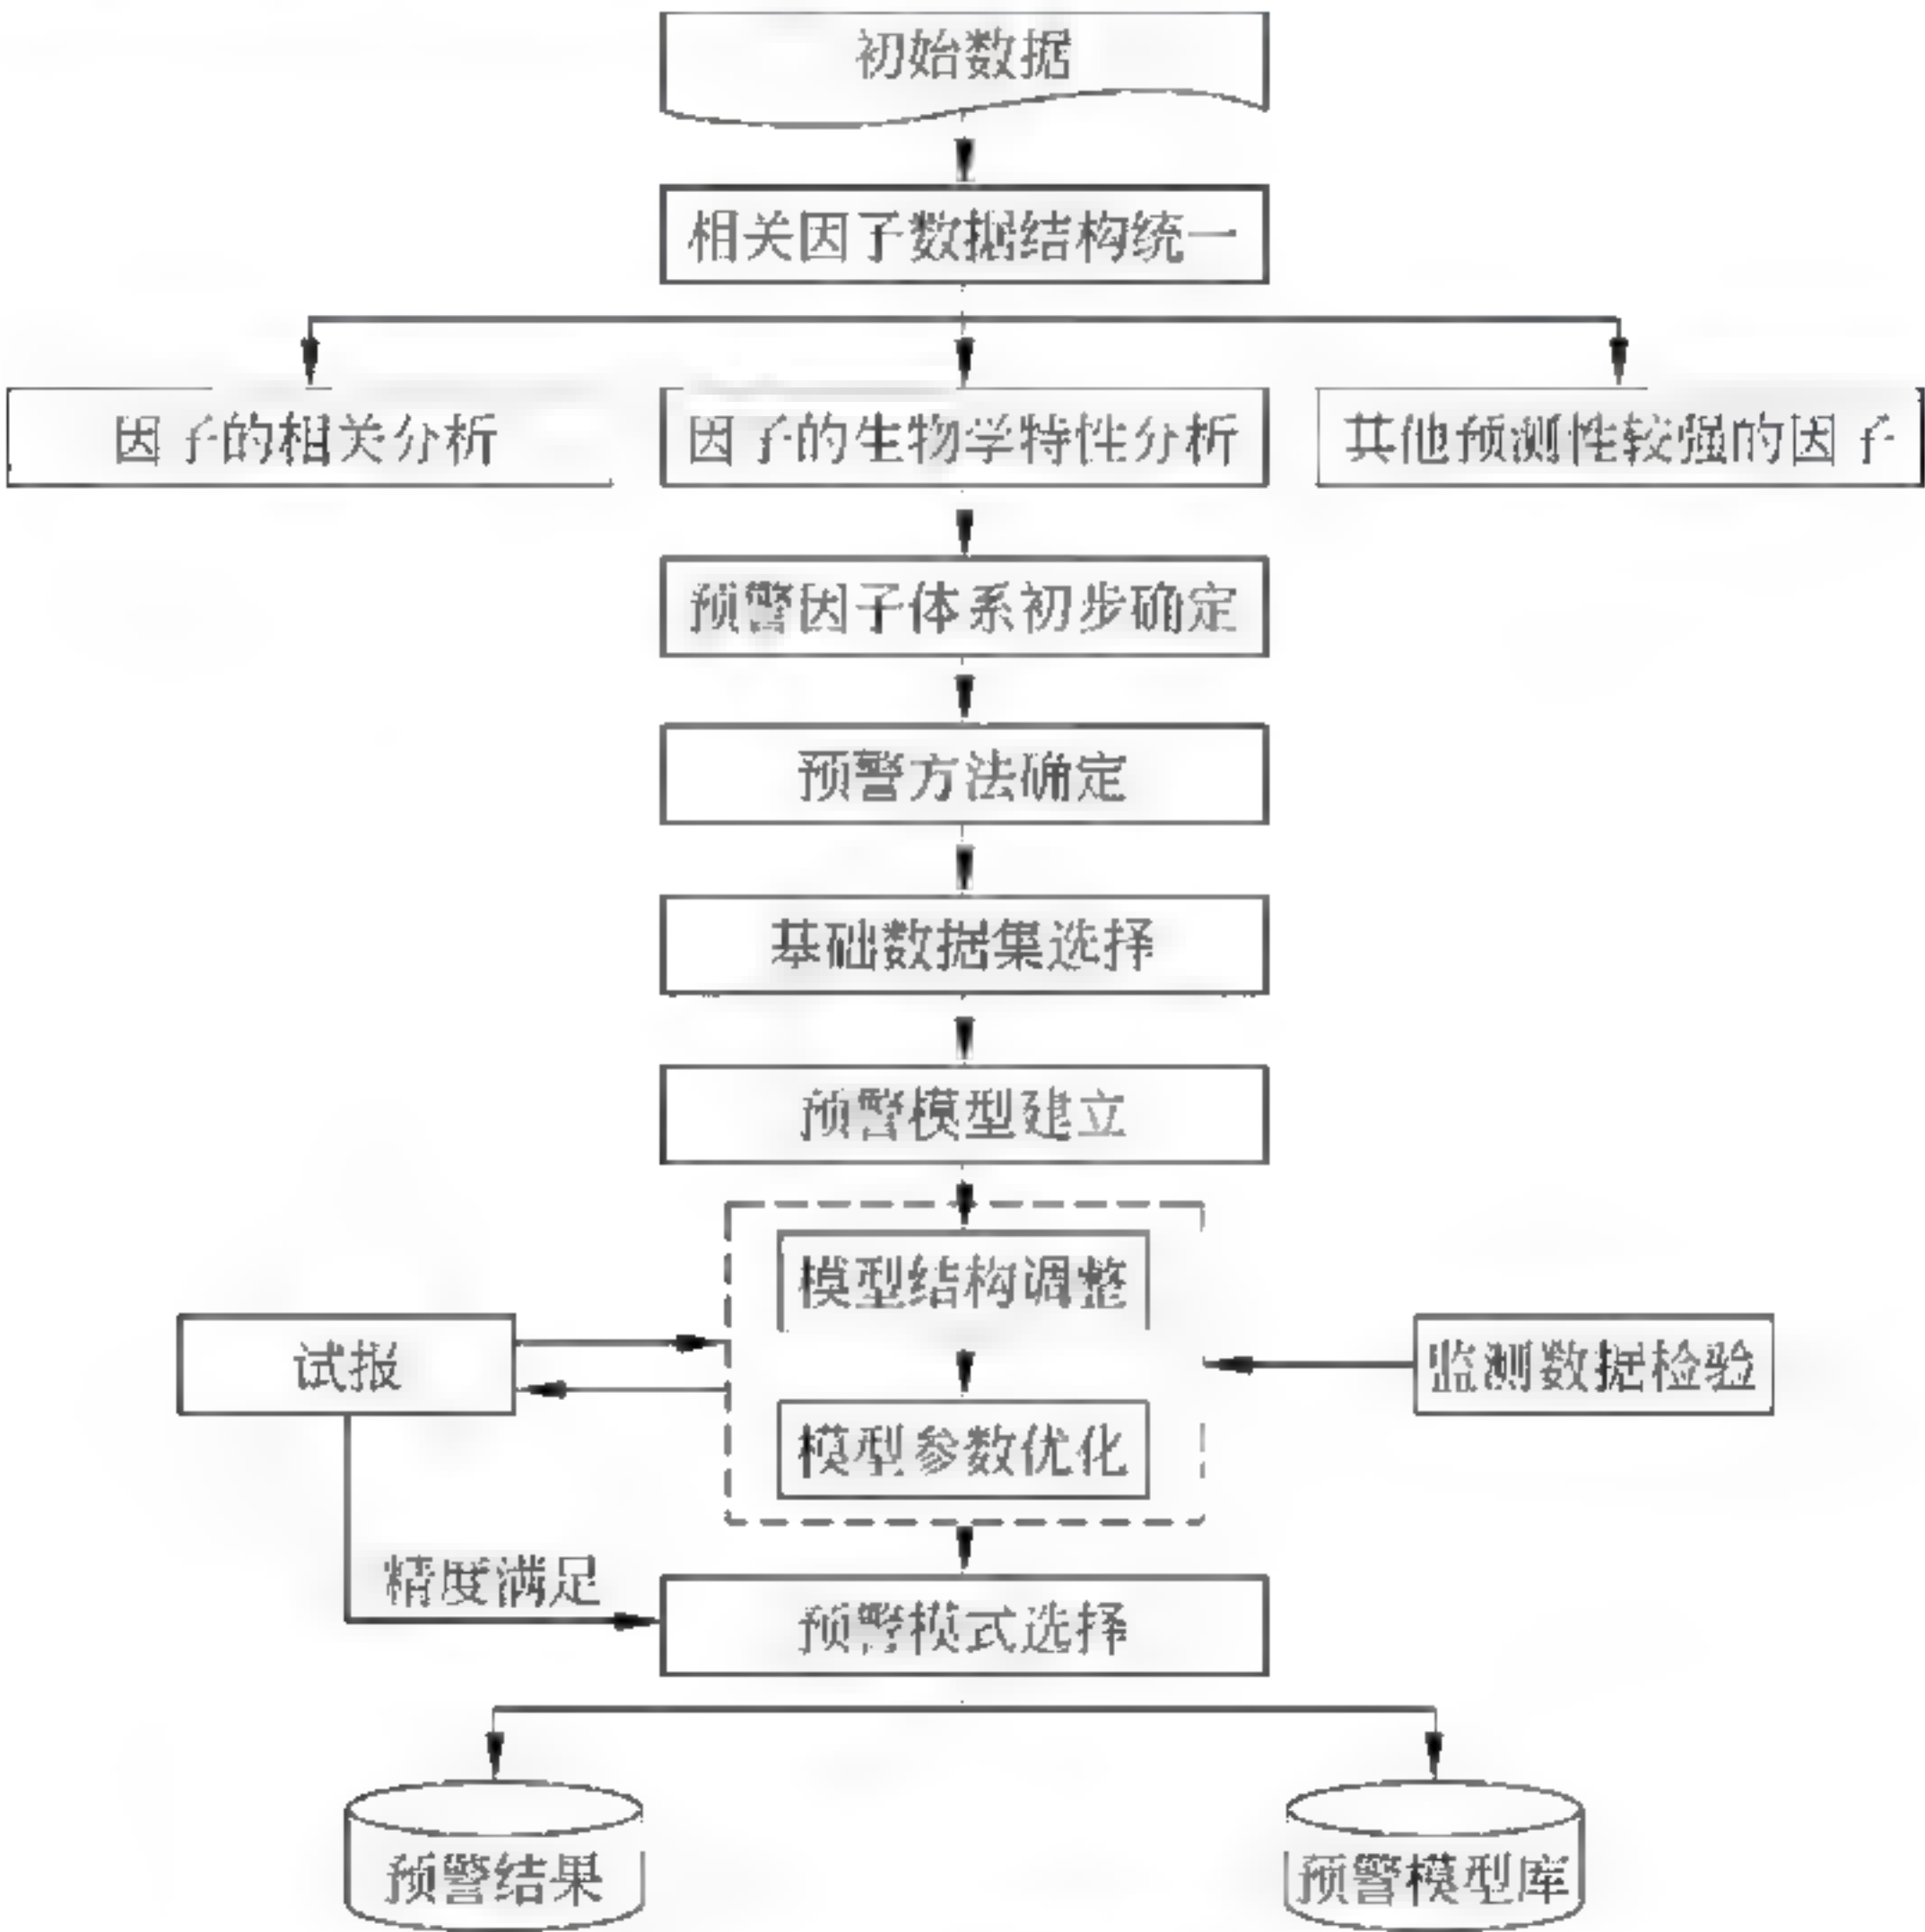 初始数据
相关因子数据结构统一
因子的相关分析
因子的生物学特性分析
其他预测性较强的因子
预警因子体系初步确定
预警方法确定
基础数据集选择
预警模型建立
模型结构调整
试报
监测数据检验
模型参数优化
精度满足
预警模式选择
预警结果
预警模型库